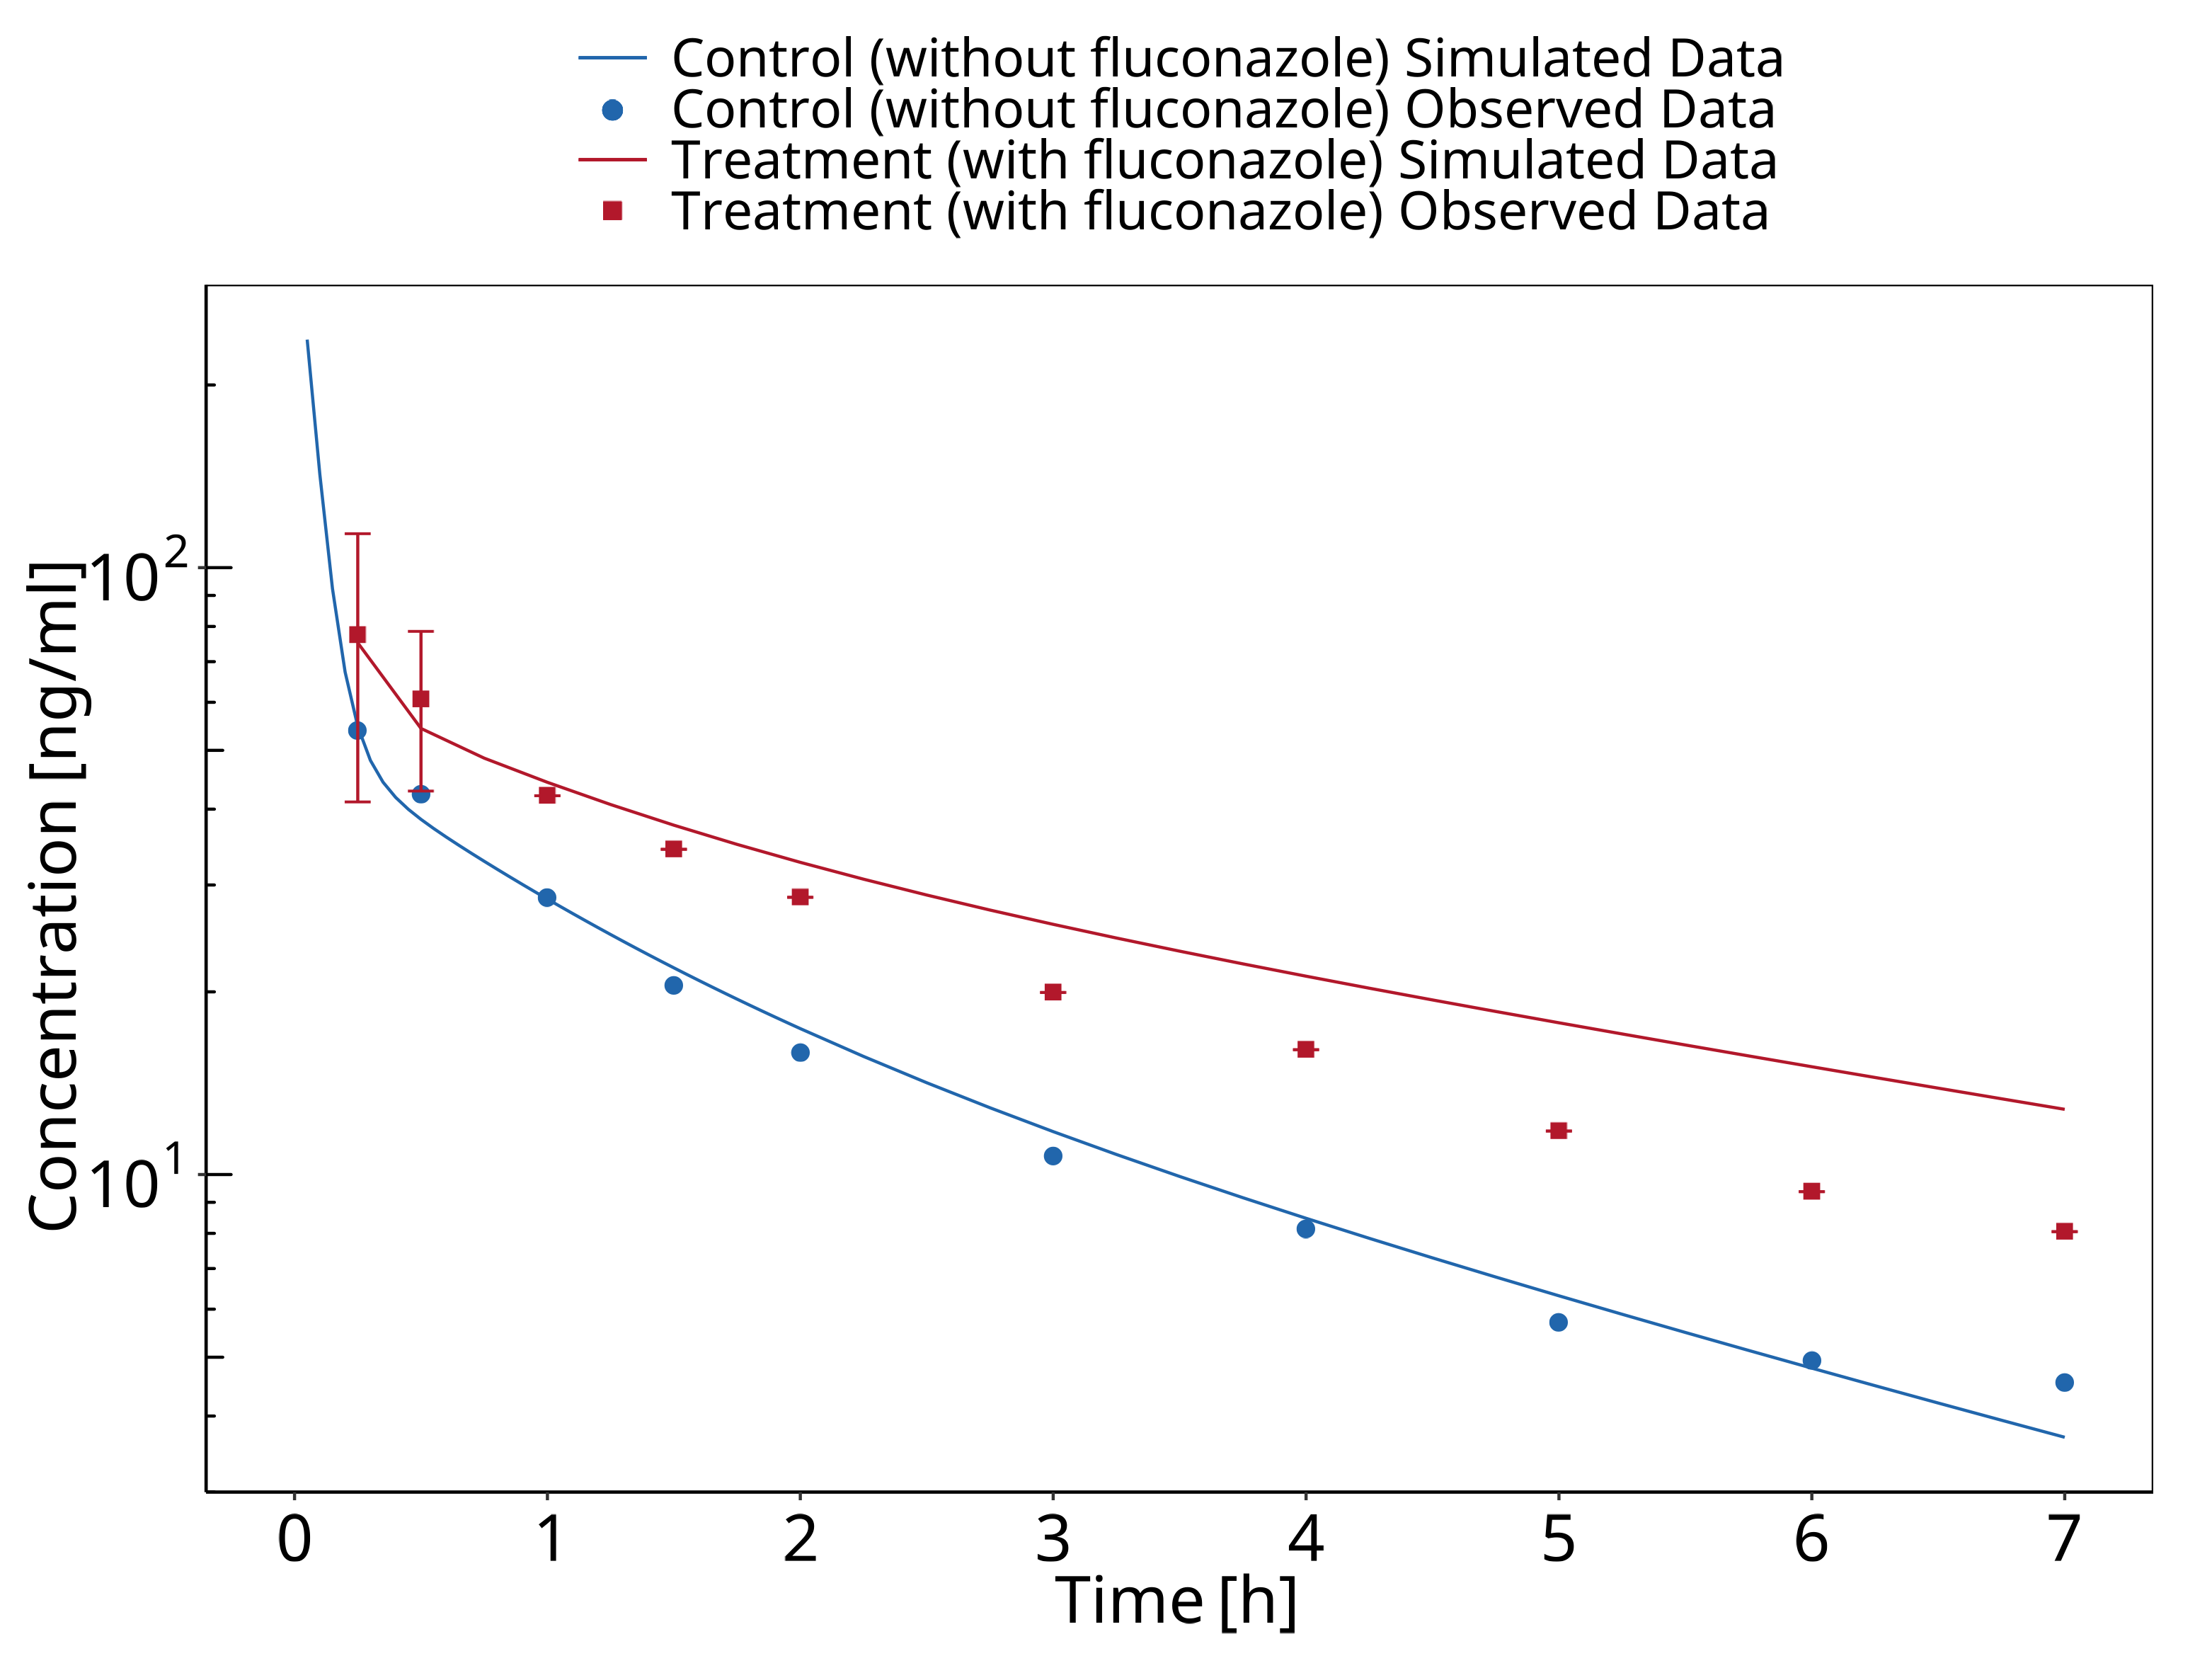 Control (without fluconazole) Simulated Data
Control (without fluconazole) Observed Data
Treatment (with fluconazole) Simulated Data
Treatment (with fluconazole) Observed Data
Concentration [ng/ml]
10²
10¹
0 1 2 3 4 5 6 7
Time [h]